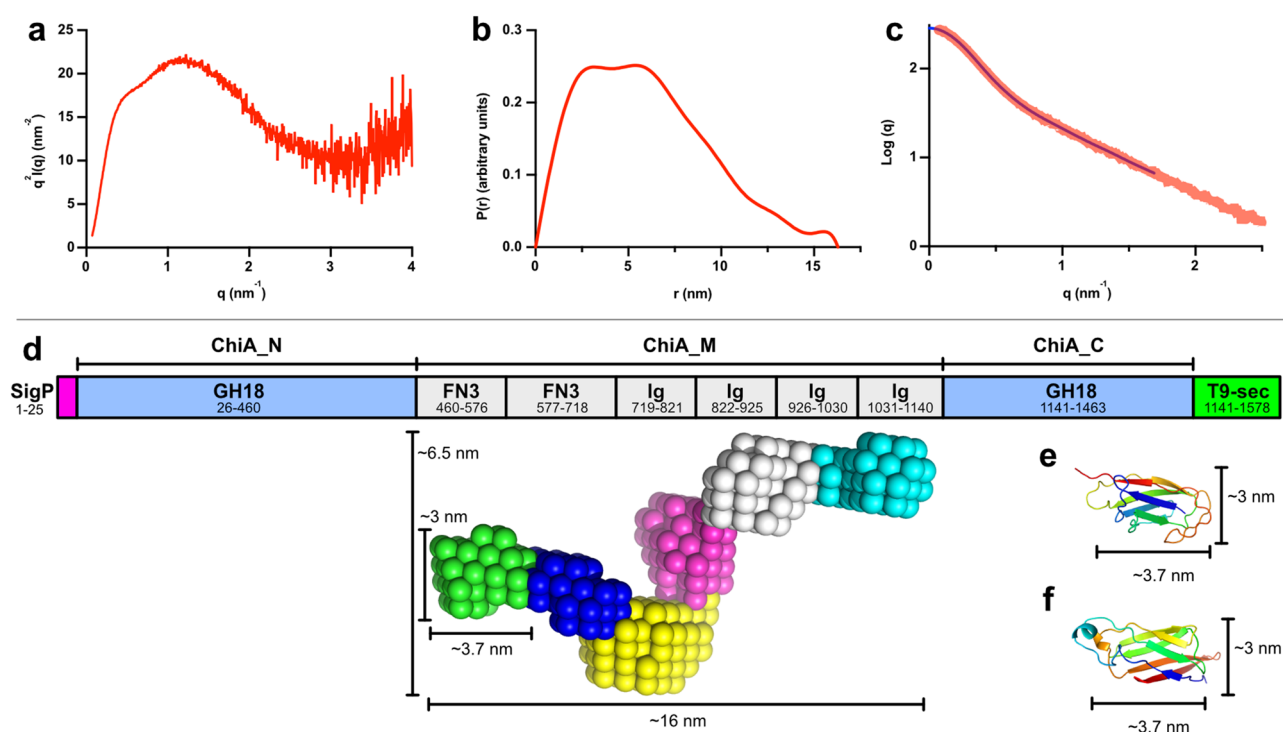 a
25
20
15
10
5
0
q² I(q) (nm⁻²)
0 1 2 3 4
q (nm⁻¹)
b
0.3
0.2
0.1
0.0
P(r) (arbitrary units)
0 5 10 15
r (nm)
c
2
1
0
Log (q)
0 1 2
q (nm⁻¹)
d
ChiA_N ChiA_M ChiA_C
SigP GH18 FN3 FN3 Ig Ig Ig Ig GH18 T9-sec
1-25 26-460 460-576 577-718 719-821 822-925 926-1030 1031-1140 1141-1463 1141-1578
~6.5 nm
~3 nm
~3.7 nm
~16 nm
e
~3 nm
~3.7 nm
f
~3 nm
~3.7 nm